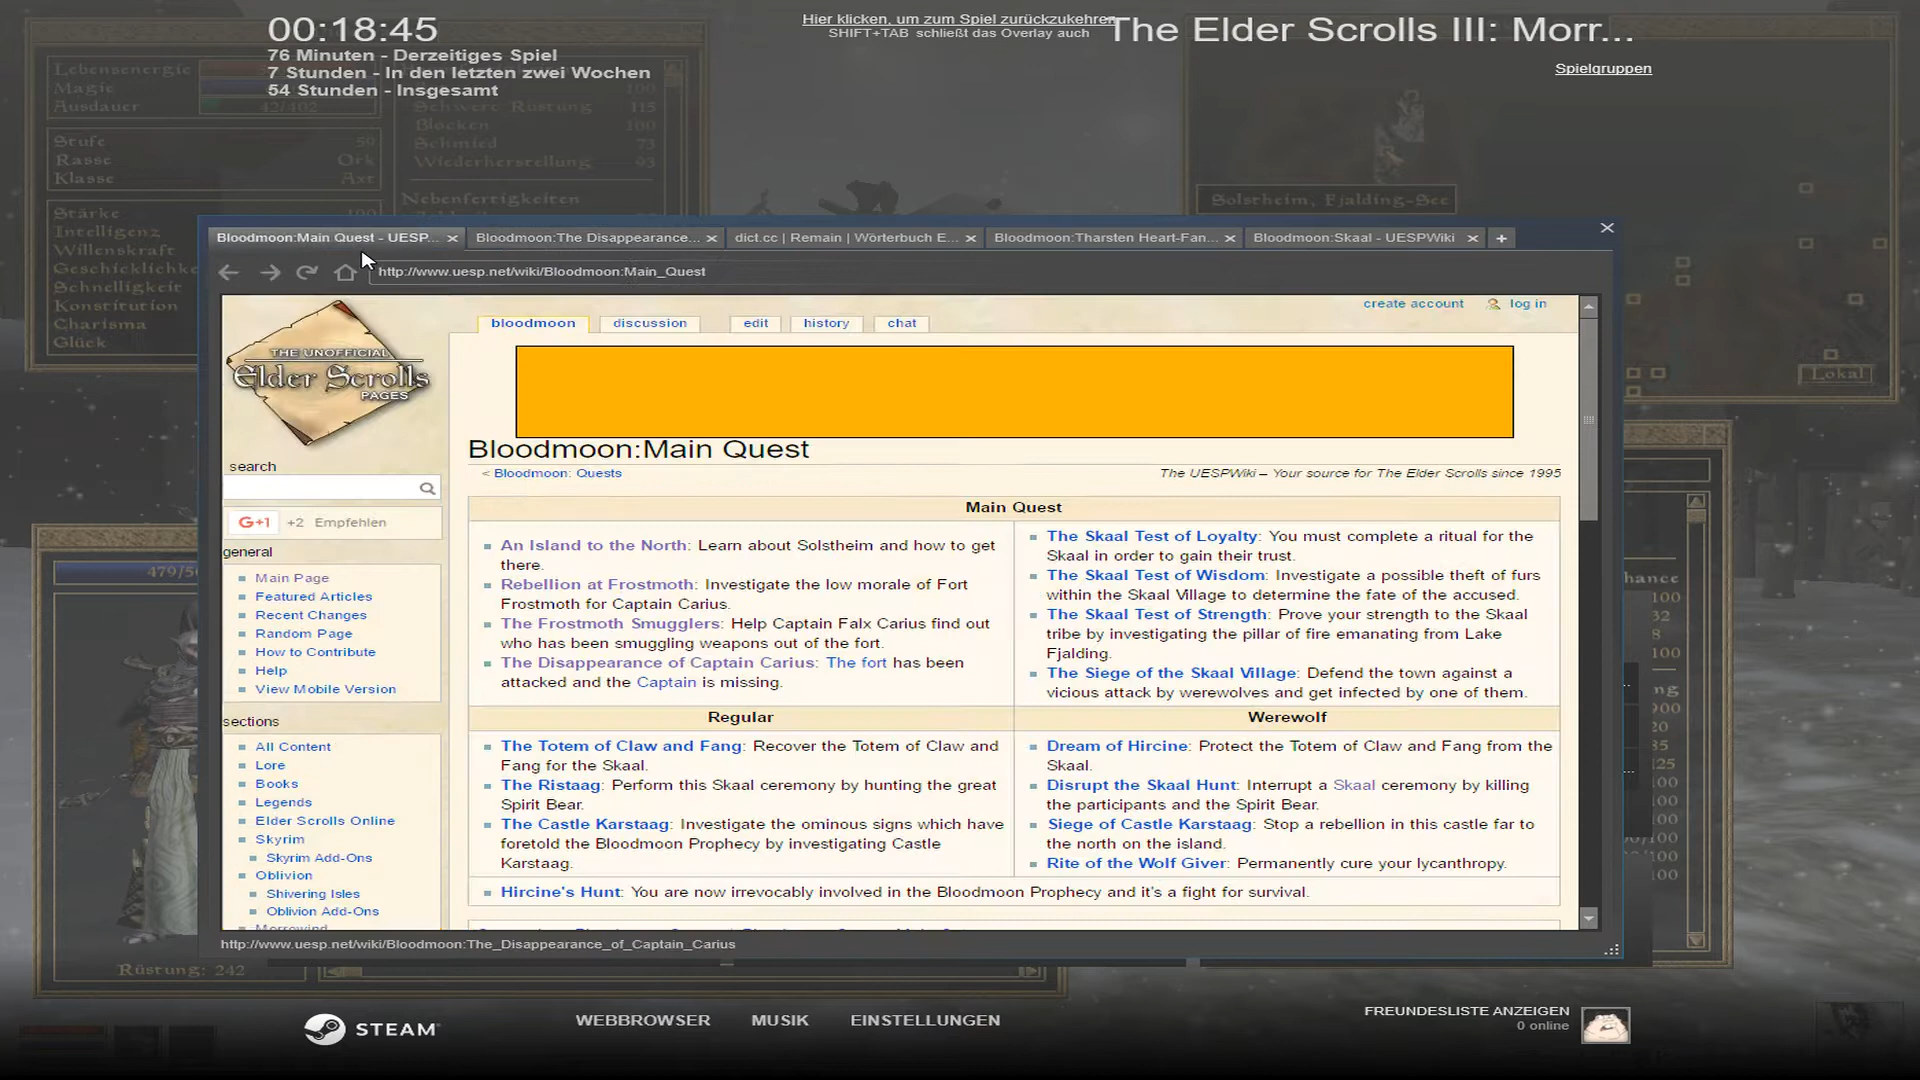 00:18:45
76 Minuten - Derzeitiges Spiel
7 Stunden - In den letzten zwei Wochen
54 Stunden - Insgesamt
Hier klicken, um zum Spiel zurückzukehren
SHIFT+TAB schließt das Overlay auch
The Elder Scrolls III: Morr...
Spielgruppen
Lebensenergie
Magie
Ausdauer 42/402
Stufe 50
Rasse Ork
Klasse Axt
Stärke 100
Intelligenz
Willenskraft
Geschicklichke
Schnelligkeit
Konstitution
Charisma
Glück
100
Schwere Rüstung 115
Blocken 100
Schmied 73
Wiederherstellung 93
Nebenfertigkeiten
Solstheim, Fjalding-See
Lokal
Bloodmoon:Main Quest - UESP...
Bloodmoon:The Disappearance...
dict.cc | Remain | Wörterbuch E...
Bloodmoon:Tharsten Heart-Fan...
Bloodmoon:Skaal - UESPWiki
http://www.uesp.net/wiki/Bloodmoon:Main_Quest
create account log in
bloodmoon discussion edit history chat
THE UNOFFICIAL
Elder Scrolls
PAGES
search
G+1 +2 Empfehlen
general
Main Page
Featured Articles
Recent Changes
Random Page
How to Contribute
Help
View Mobile Version
sections
All Content
Lore
Books
Legends
Elder Scrolls Online
Skyrim
Skyrim Add-Ons
Oblivion
Shivering Isles
Oblivion Add-Ons
Morrowind
Bloodmoon:Main Quest
< Bloodmoon: Quests
The UESPWiki – Your source for The Elder Scrolls since 1995
Main Quest
An Island to the North: Learn about Solstheim and how to get
there.
Rebellion at Frostmoth: Investigate the low morale of Fort
Frostmoth for Captain Carius.
The Frostmoth Smugglers: Help Captain Falx Carius find out
who has been smuggling weapons out of the fort.
The Disappearance of Captain Carius: The fort has been
attacked and the Captain is missing.
The Skaal Test of Loyalty: You must complete a ritual for the
Skaal in order to gain their trust.
The Skaal Test of Wisdom: Investigate a possible theft of furs
within the Skaal Village to determine the fate of the accused.
The Skaal Test of Strength: Prove your strength to the Skaal
tribe by investigating the pillar of fire emanating from Lake
Fjalding.
The Siege of the Skaal Village: Defend the town against a
vicious attack by werewolves and get infected by one of them.
Regular
The Totem of Claw and Fang: Recover the Totem of Claw and
Fang for the Skaal.
The Ristaag: Perform this Skaal ceremony by hunting the great
Spirit Bear.
The Castle Karstaag: Investigate the ominous signs which have
foretold the Bloodmoon Prophecy by investigating Castle
Karstaag.
Werewolf
Dream of Hircine: Protect the Totem of Claw and Fang from the
Skaal.
Disrupt the Skaal Hunt: Interrupt a Skaal ceremony by killing
the participants and the Spirit Bear.
Siege of Castle Karstaag: Stop a rebellion in this castle far to
the north on the island.
Rite of the Wolf Giver: Permanently cure your lycanthropy.
Hircine's Hunt: You are now irrevocably involved in the Bloodmoon Prophecy and it's a fight for survival.
http://www.uesp.net/wiki/Bloodmoon:The_Disappearance_of_Captain_Carius
Rüstung: 242
STEAM
WEBBROWSER MUSIK EINSTELLUNGEN
FREUNDESLISTE ANZEIGEN
0 online